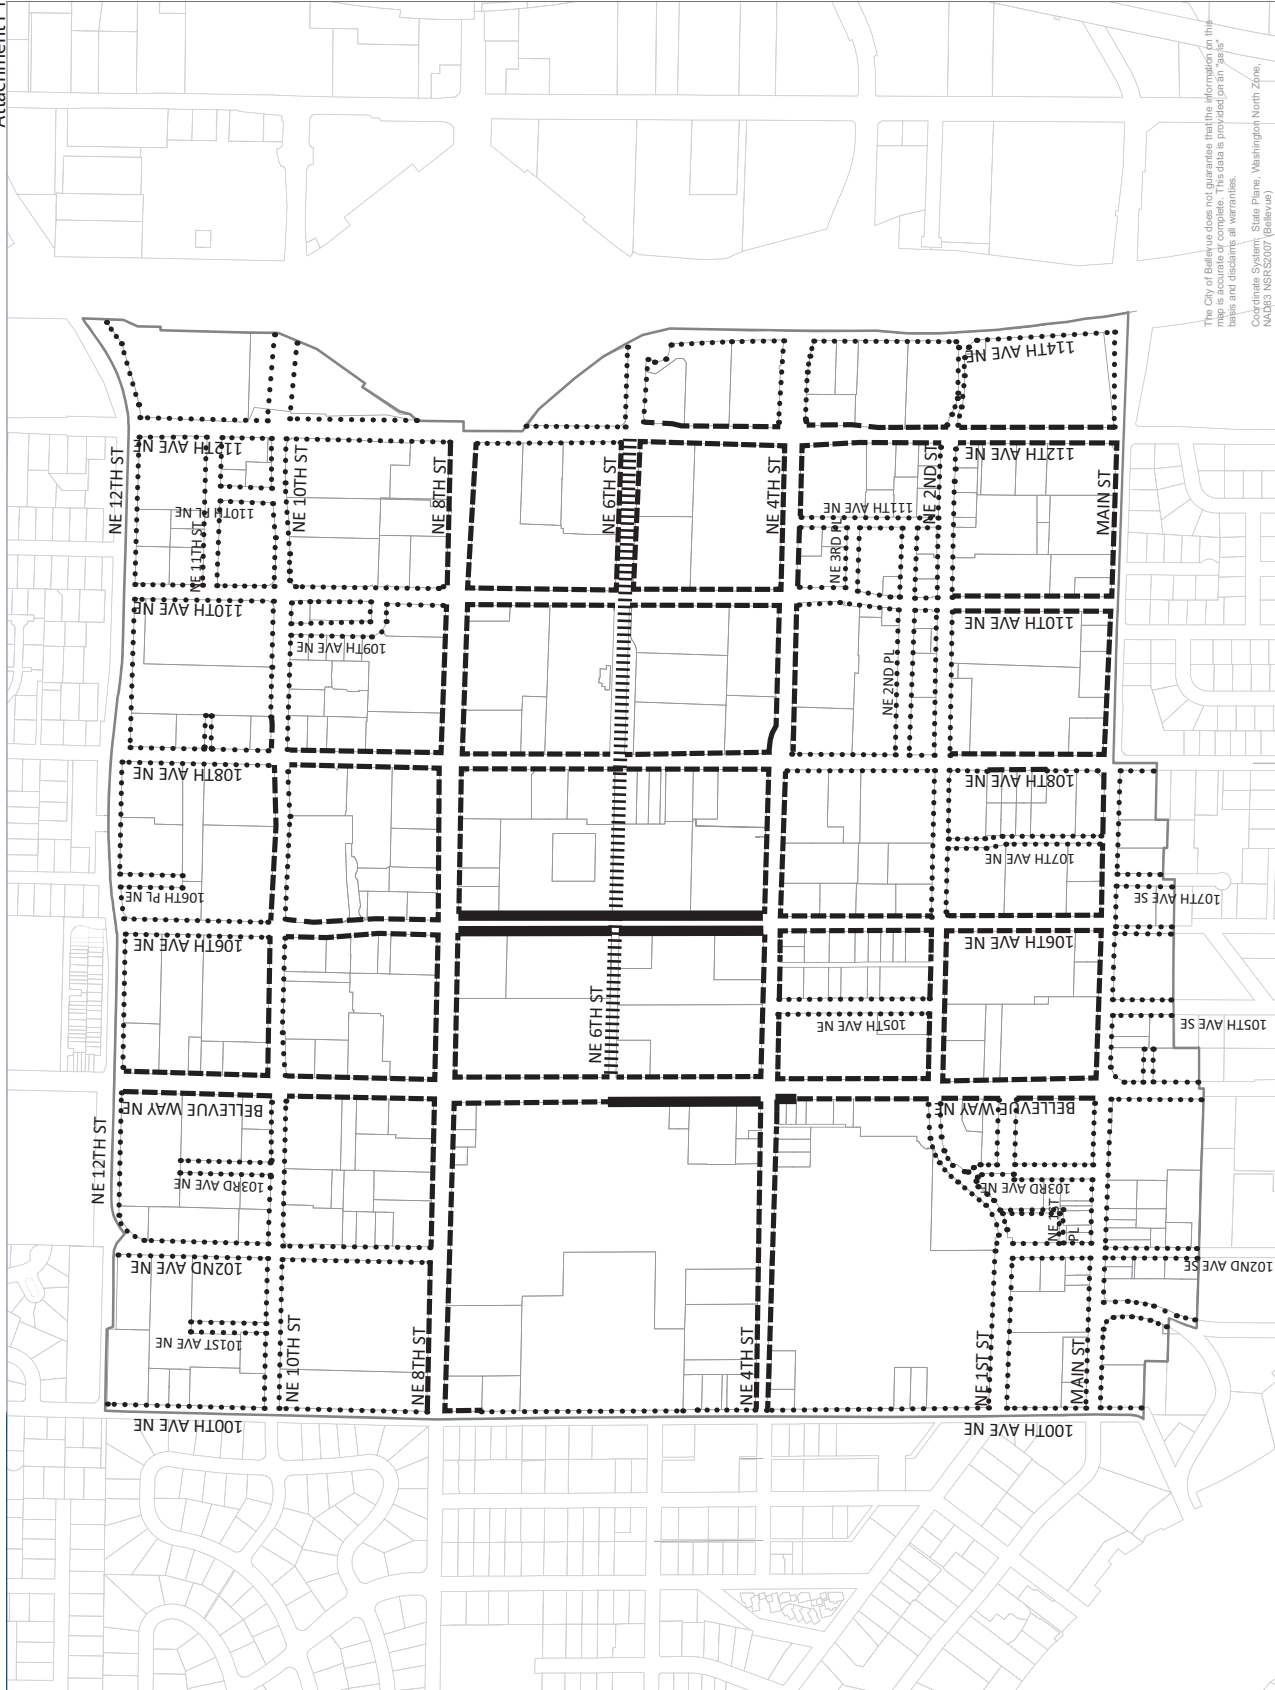 NE 12TH ST
112TH AVE NE
NE 10TH ST
NE 8TH ST
NE 6TH ST
NE 4TH ST
114TH AVE NE
112TH AVE NE
NE 2ND ST
111TH AVE NE
MAIN ST
110TH PL NE
NE 11TH ST
NE 3RD PL
110TH AVE NE
109TH AVE NE
110TH AVE NE
NE 2ND PL
108TH AVE NE
108TH AVE NE
107TH AVE NE
106TH PL NE
107TH AVE SE
106TH AVE NE
106TH AVE NE
NE 6TH ST
105TH AVE NE
105TH AVE SE
BELLEVUE WAY NE
BELLEVUE WAY NE
NE 12TH ST
103RD AVE NE
103RD AVE NE
NE 1ST
PL
102ND AVE NE
102ND AVE SE
101ST AVE NE
NE 10TH ST
NE 8TH ST
NE 4TH ST
NE 1ST ST
MAIN ST
100TH AVE NE
100TH AVE NE
The City of Bellevue does not guarantee that the information on this
map is accurate or complete. This data is provided on an "as is"
basis and disclaims all warranties.
Coordinate System: State Plane, Washington North Zone,
NAD83 NSRS2007 (Bellevue)